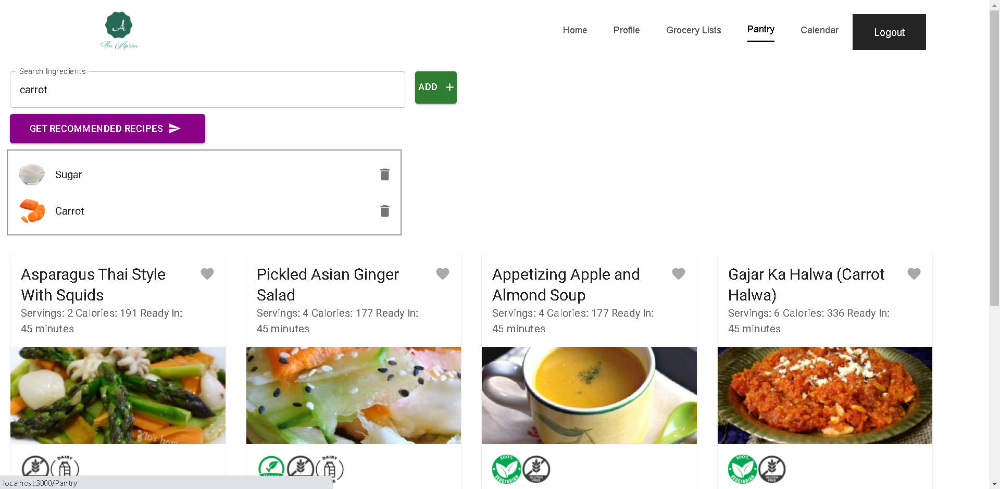 A
The Apron
Home
Profile
Grocery Lists
Pantry
Calendar
Logout
Search Ingredients
carrot
ADD
GET RECOMMENDED RECIPES
Sugar
Carrot
Asparagus Thai Style
With Squids
Servings: 2 Calories: 191 Ready In:
45 minutes
DAIRY
Pickled Asian Ginger
Salad
Servings: 4 Calories: 177 Ready In:
45 minutes
DAIRY
Appetizing Apple and
Almond Soup
Servings: 4 Calories: 177 Ready In:
45 minutes
100%
VEGETARIAN
GLUTEN
FREE
Gajar Ka Halwa (Carrot
Halwa)
Servings: 6 Calories: 336 Ready In:
45 minutes
100%
VEGETARIAN
GLUTEN
FREE
localhost:3000/Pantry